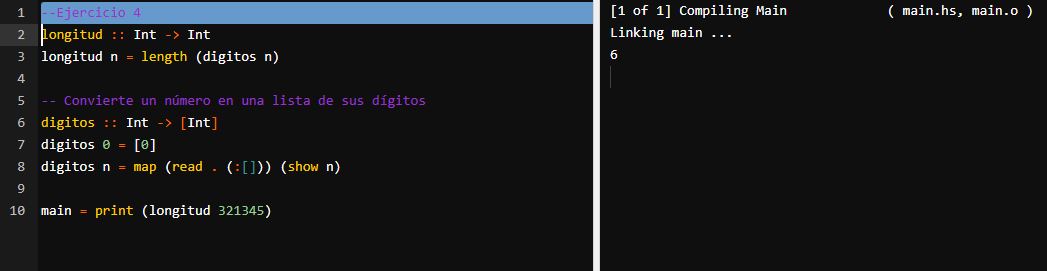 1 --Ejercicio 4
2 longitud :: Int -> Int
3 longitud n = length (digitos n)
4
5 -- Convierte un número en una lista de sus dígitos
6 digitos :: Int -> [Int]
7 digitos 0 = [0]
8 digitos n = map (read . (:[])) (show n)
9
10 main = print (longitud 321345)
[1 of 1] Compiling Main ( main.hs, main.o )
Linking main ...
6